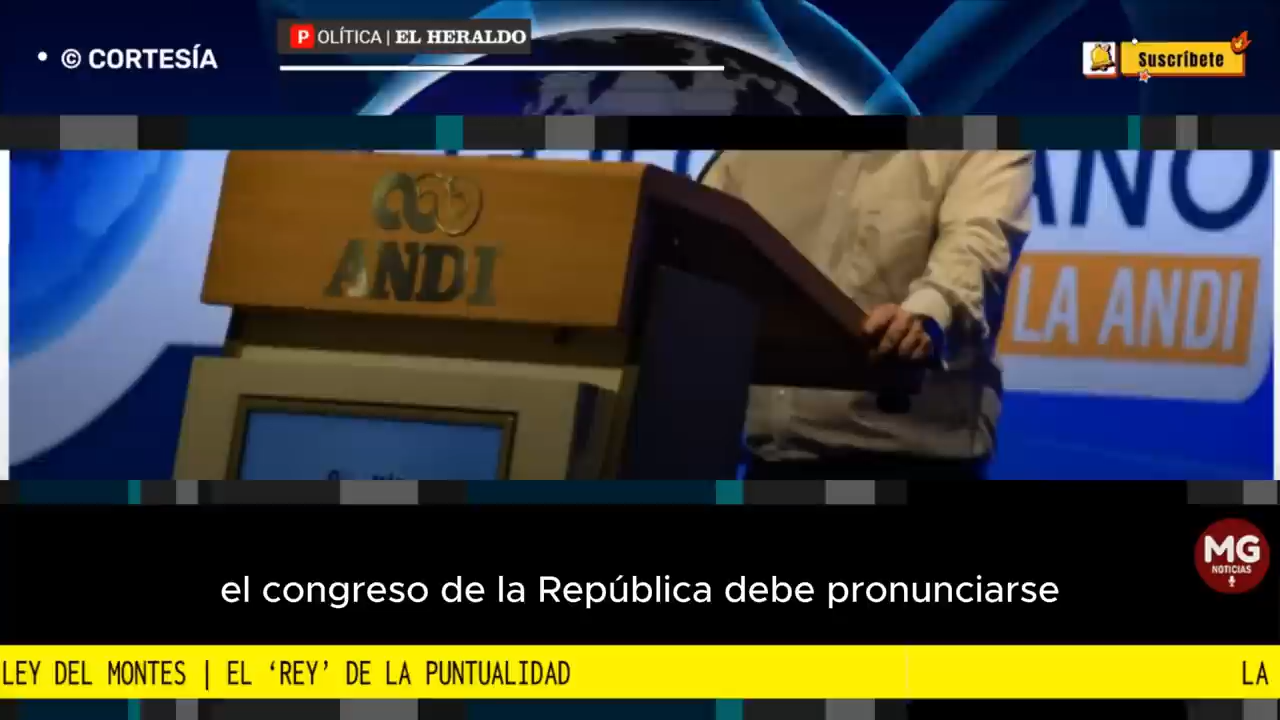 • © CORTESÍA
POLÍTICA | EL HERALDO
Suscríbete
ANO
LA ANDI
ANDI
MG
NOTICIAS
el congreso de la República debe pronunciarse
LEY DEL MONTES | EL ‘REY’ DE LA PUNTUALIDAD
LA